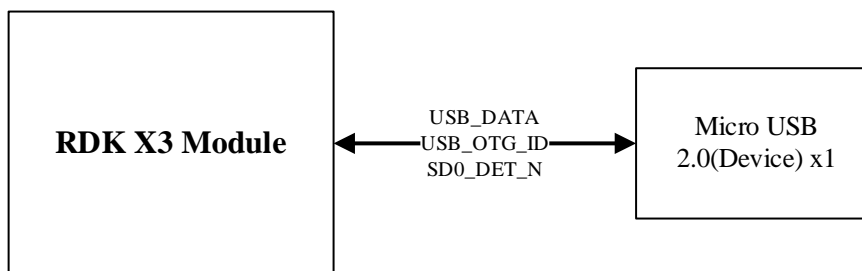 RDK X3 Module
USB_DATA
USB_OTG_ID
SD0_DET_N
Micro USB
2.0(Device) x1